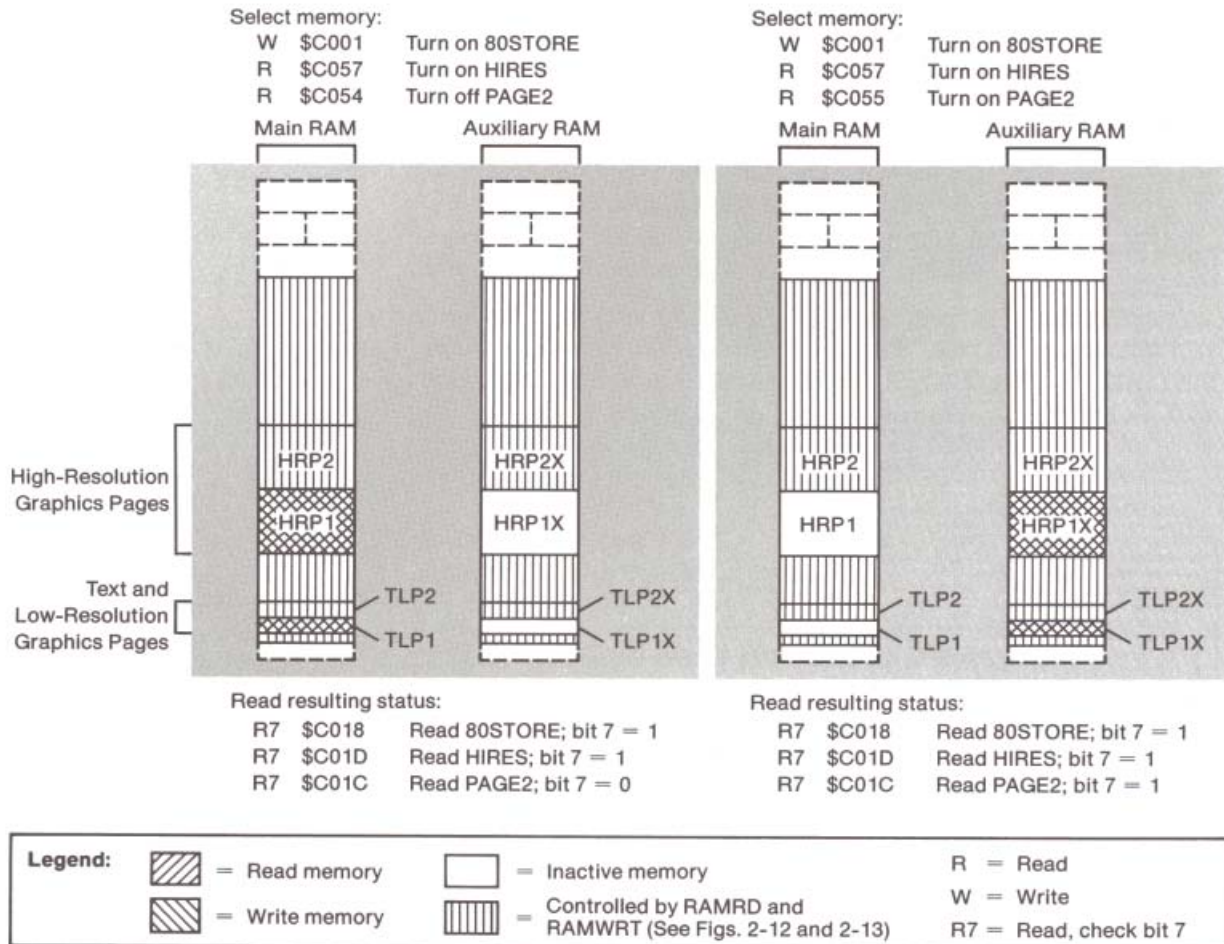 Select memory:
W $C001 Turn on 80STORE
R $C057 Turn on HIRES
R $C054 Turn off PAGE2
Main RAM Auxiliary RAM
Select memory:
W $C001 Turn on 80STORE
R $C057 Turn on HIRES
R $C055 Turn on PAGE2
Main RAM Auxiliary RAM
High-Resolution
Graphics Pages
Text and
Low-Resolution
Graphics Pages
HRP2 HRP2X
HRP1 HRP1X
TLP2 TLP2X
TLP1 TLP1X
HRP2 HRP2X
HRP1 HRP1X
TLP2 TLP2X
TLP1 TLP1X
Read resulting status:
R7 $C018 Read 80STORE; bit 7 = 1
R7 $C01D Read HIRES; bit 7 = 1
R7 $C01C Read PAGE2; bit 7 = 0
Read resulting status:
R7 $C018 Read 80STORE; bit 7 = 1
R7 $C01D Read HIRES; bit 7 = 1
R7 $C01C Read PAGE2; bit 7 = 1
Legend:
= Read memory
= Write memory
= Inactive memory
= Controlled by RAMRD and
RAMWRT (See Figs. 2-12 and 2-13)
R = Read
W = Write
R7 = Read, check bit 7